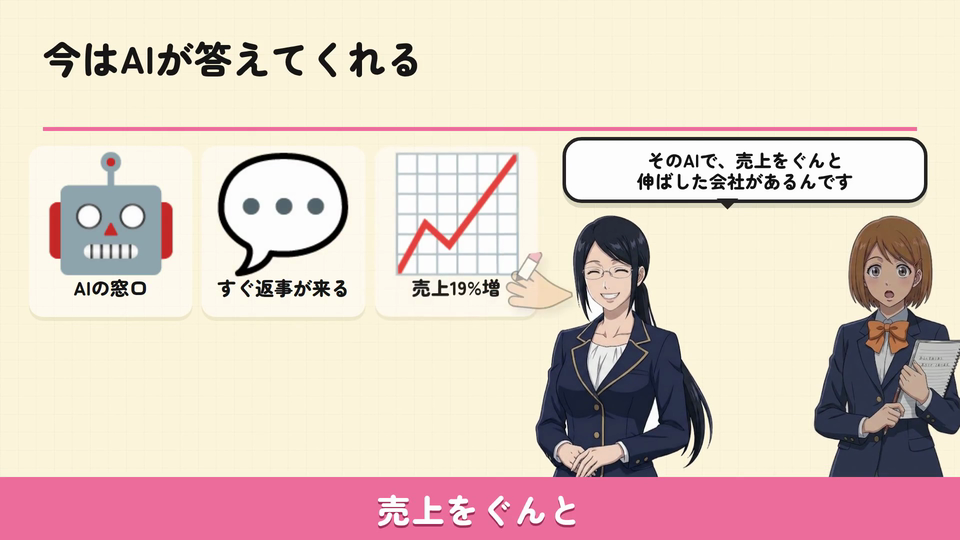 今はAIが答えてくれる
そのAIで、売上をぐんと
伸ばした会社があるんです
AIの窓口
すぐ返事が来る
売上19%増
売上をぐんと